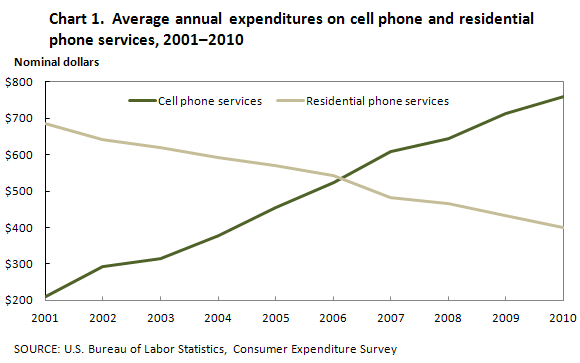 Chart 1.  Average annual expenditures on cell phone and residential
phone services, 2001–2010
Nominal dollars
$800
$700
$600
$500
$400
$300
$200
Cell phone services
Residential phone services
2001 2002 2003 2004 2005 2006 2007 2008 2009 2010
SOURCE: U.S. Bureau of Labor Statistics,  Consumer Expenditure Survey